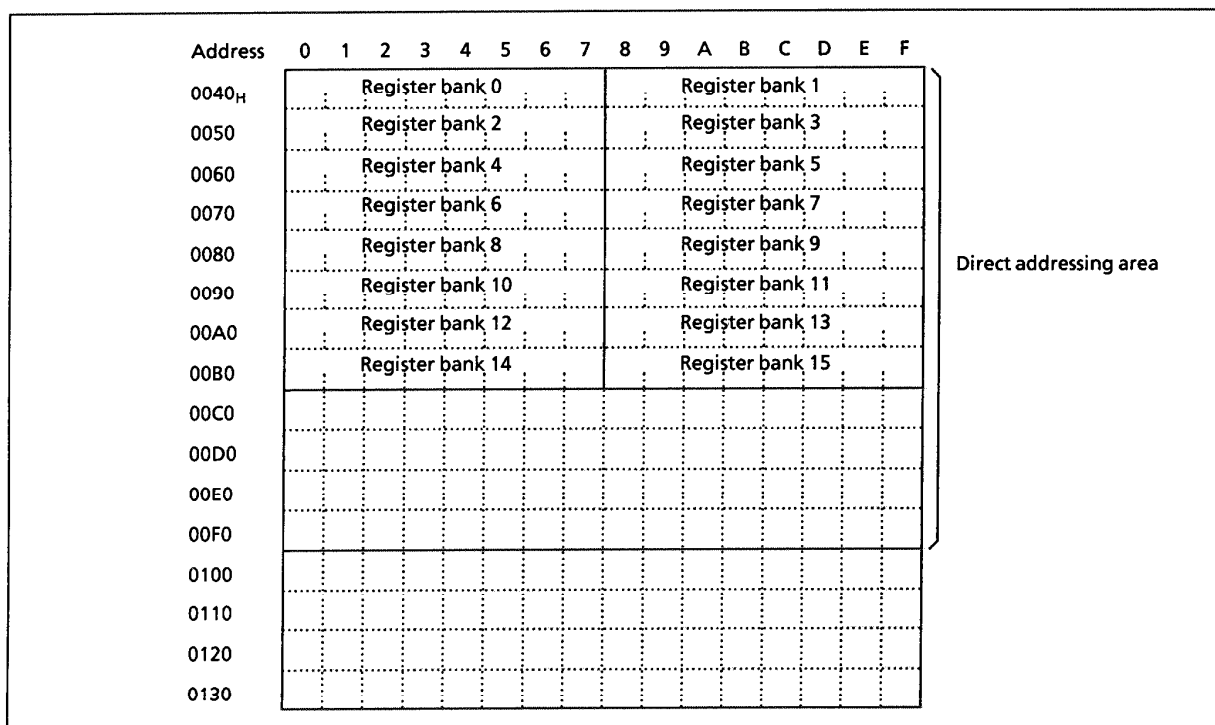 Address 0 1 2 3 4 5 6 7 8 9 A B C D E F
0040H Register bank 0 Register bank 1
0050 Register bank 2 Register bank 3
0060 Register bank 4 Register bank 5
0070 Register bank 6 Register bank 7
0080 Register bank 8 Register bank 9
Direct addressing area
0090 Register bank 10 Register bank 11
00A0 Register bank 12 Register bank 13
00B0 Register bank 14 Register bank 15
00C0
00D0
00E0
00F0
0100
0110
0120
0130